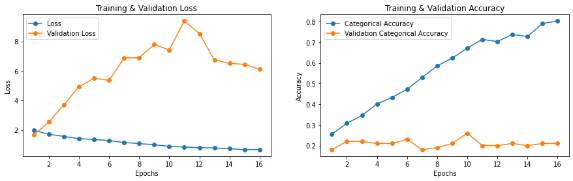 Training & Validation Loss
Loss
Validation Loss
8
6
4
2
Loss
2 4 6 8 10 12 14 16
Epochs
Training & Validation Accuracy
Categorical Accuracy
Validation Categorical Accuracy
0.8
0.7
0.6
0.5
0.4
0.3
0.2
Accuracy
2 4 6 8 10 12 14 16
Epochs